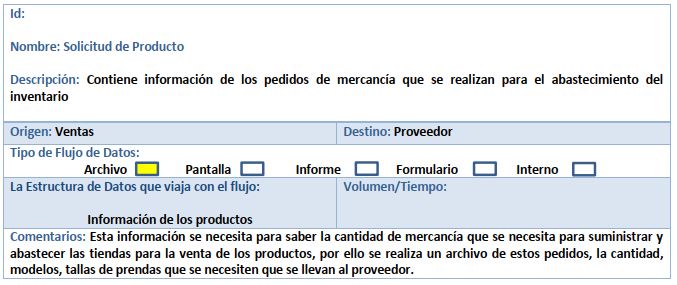 Id:
Nombre: Solicitud de Producto
Descripción: Contiene información de los pedidos de mercancía que se realizan para el abastecimiento del
inventario
Origen: Ventas Destino: Proveedor
Tipo de Flujo de Datos:
Archivo Pantalla Informe Formulario Interno
La Estructura de Datos que viaja con el flujo: Volumen/Tiempo:
Información de los productos
Comentarios: Esta información se necesita para saber la cantidad de mercancía que se necesita para suministrar y
abastecer las tiendas para la venta de los productos, por ello se realiza un archivo de estos pedidos, la cantidad,
modelos, tallas de prendas que se necesiten que se llevan al proveedor.